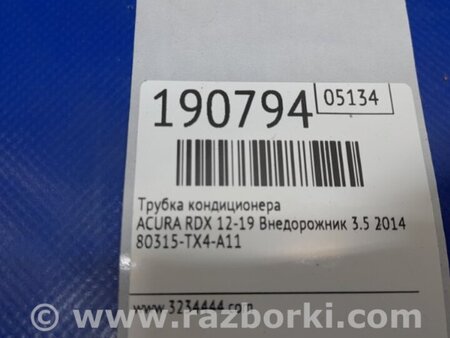 190794
05134
Трубка кондиционера
ACURA RDX 12-19 Внедорожник 3.5 2014
80315-TX4-A11
www.3234444.com
© www.razborki.com